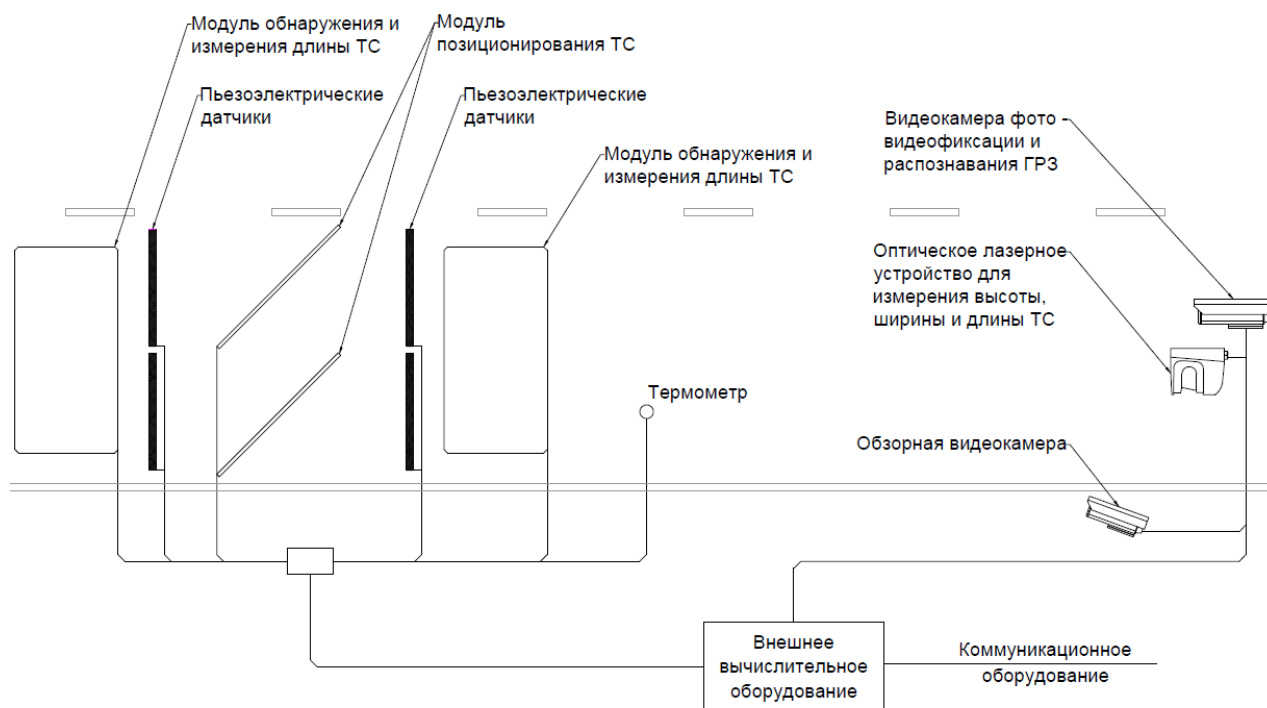 Модуль обнаружения и
измерения длины ТС
Модуль
позиционирования ТС
Пьезоэлектрические
датчики
Пьезоэлектрические
датчики
Модуль обнаружения и
измерения длины ТС
Видеокамера фото -
видеофиксации и
распознавания ГРЗ
Оптическое лазерное
устройство для
измерения высоты,
ширины и длины ТС
Термометр
Обзорная видеокамера
Внешнее
вычислительное
оборудование
Коммуникационное
оборудование